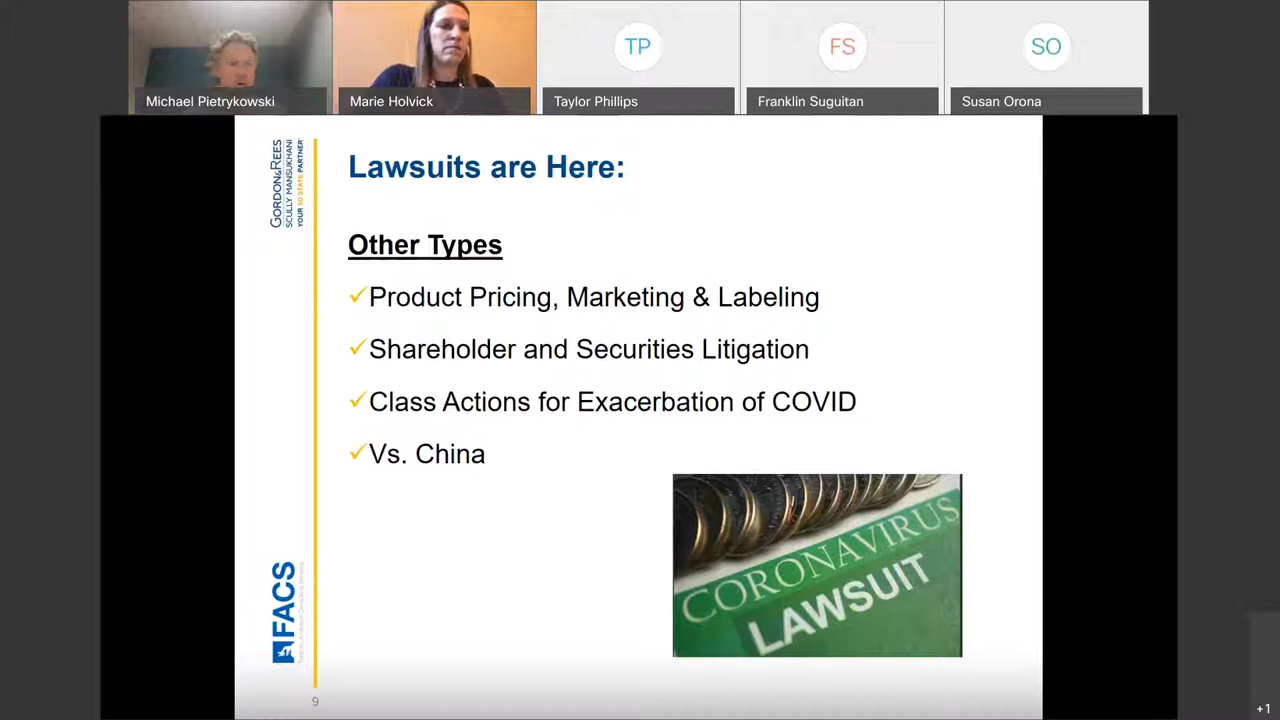 TP
FS
SO
Michael Pietrykowski
Marie Holvick
Taylor Phillips
Franklin Suguitan
Susan Orona
GORDON&REES
SCULLY MANSUKHANI
YOUR 50 STATE PARTNER
Lawsuits are Here:
Other Types
✓Product Pricing, Marketing & Labeling
✓Shareholder and Securities Litigation
✓Class Actions for Exacerbation of COVID
✓Vs. China
CORONAVIRUS
LAWSUIT
FACS
9
+1